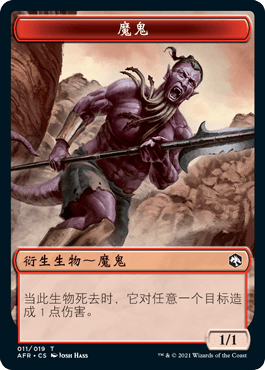 魔鬼
衍生生物~魔鬼
当此生物死去时，它对任意一个目标造
成1点伤害。
1/1
011/019 T
AFR • CS Josh Hass
™ & © 2021 Wizards of the Coast